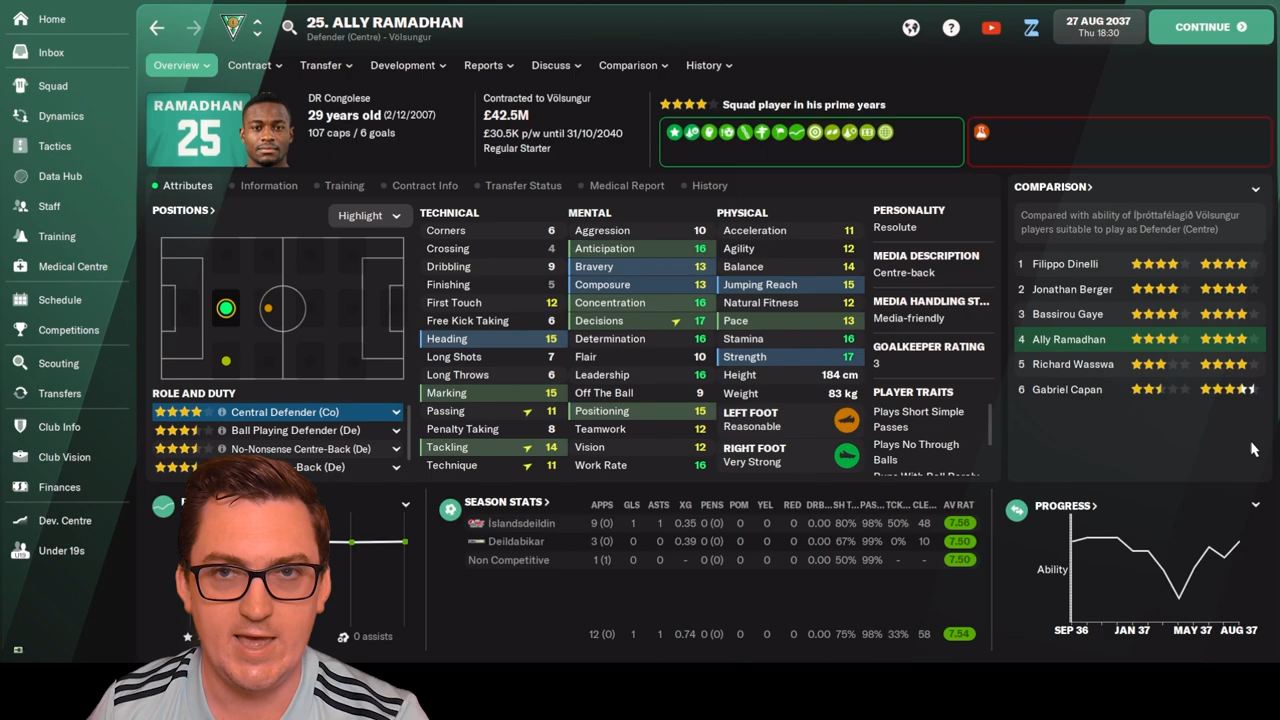 Home
Inbox
Squad
Dynamics
Tactics
Data Hub
Staff
Training
Medical Centre
Schedule
Competitions
Scouting
Transfers
Club Info
Club Vision
Finances
Dev. Centre
Under 19s
25. ALLY RAMADHAN
Defender (Centre) - Völsungur
27 AUG 2037
Thu 18:30
CONTINUE
Overview
Contract
Transfer
Development
Reports
Discuss
Comparison
History
RAMADHAN
25
DR Congolese
29 years old (2/12/2007)
107 caps / 6 goals
Contracted to Völsungur
£42.5M
£30.5K p/w until 31/10/2040
Regular Starter
Squad player in his prime years
Attributes
Information
Training
Contract Info
Transfer Status
Medical Report
History
POSITIONS
Highlight
ROLE AND DUTY
Central Defender (Co)
Ball Playing Defender (De)
No-Nonsense Centre-Back (De)
-Back (De)
TECHNICAL
Corners 6
Crossing 4
Dribbling 9
Finishing 5
First Touch 12
Free Kick Taking 6
Heading 15
Long Shots 7
Long Throws 6
Marking 15
Passing 11
Penalty Taking 8
Tackling 14
Technique 11
MENTAL
Aggression 10
Anticipation 16
Bravery 13
Composure 13
Concentration 16
Decisions 17
Determination 16
Flair 10
Leadership 16
Off The Ball 9
Positioning 15
Teamwork 12
Vision 12
Work Rate 16
PHYSICAL
Acceleration 11
Agility 12
Balance 14
Jumping Reach 15
Natural Fitness 12
Pace 13
Stamina 16
Strength 17
Height 184 cm
Weight 83 kg
LEFT FOOT
Reasonable
RIGHT FOOT
Very Strong
PERSONALITY
Resolute
MEDIA DESCRIPTION
Centre-back
MEDIA HANDLING ST...
Media-friendly
GOALKEEPER RATING
3
PLAYER TRAITS
Plays Short Simple
Passes
Plays No Through
Balls
COMPARISON
Compared with ability of Íþróttafélagið Völsungur
players suitable to play as Defender (Centre)
1 Filippo Dinelli
2 Jonathan Berger
3 Bassirou Gaye
4 Ally Ramadhan
5 Richard Wasswa
6 Gabriel Capan
0 assists
SEASON STATS APPS GLS ASTS XG PENS POM YEL RED DRB... SH T... PAS... TCK... CLE... AV RAT
Íslandsdeildin 9 (0) 1 1 0.35 0 (0) 0 0 0 0.00 80% 98% 50% 48 7.56
Deildabikar 3 (0) 0 0 0.39 0 (0) 0 0 0 0.00 67% 99% 0% 10 7.50
Non Competitive 1 (1) 0 0 - 0 (0) 0 0 0 0.00 50% 99% - - 7.50
12 (0) 1 1 0.74 0 (0) 0 0 0 0.00 75% 98% 33% 58 7.54
PROGRESS
Ability
SEP 36 JAN 37 MAY 37 AUG 37